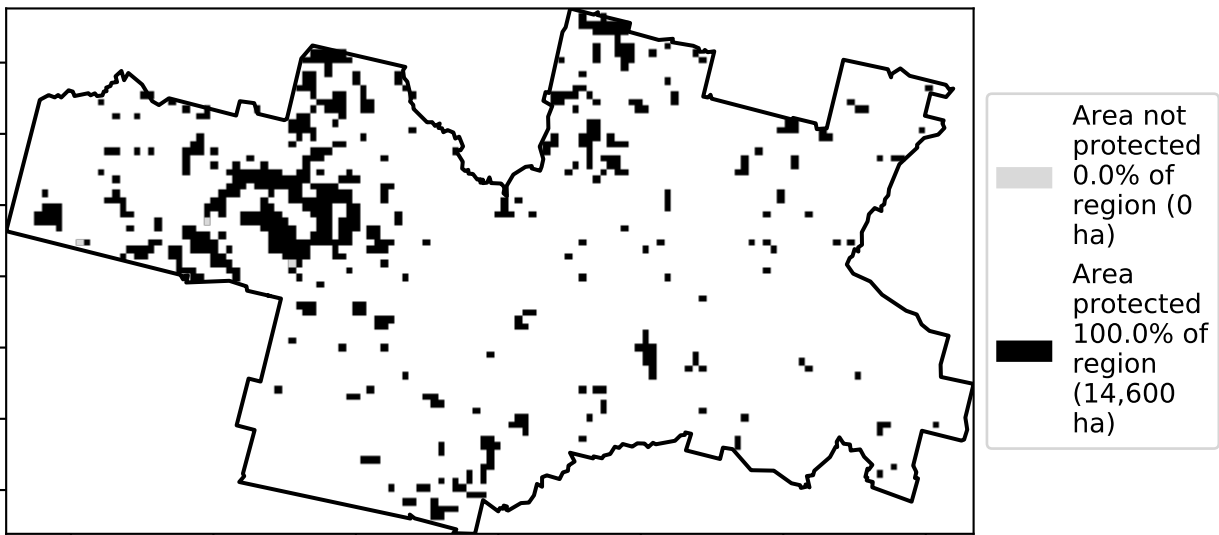 Area not
protected
0.0% of
region (0
ha)
Area
protected
100.0% of
region
(14,600
ha)